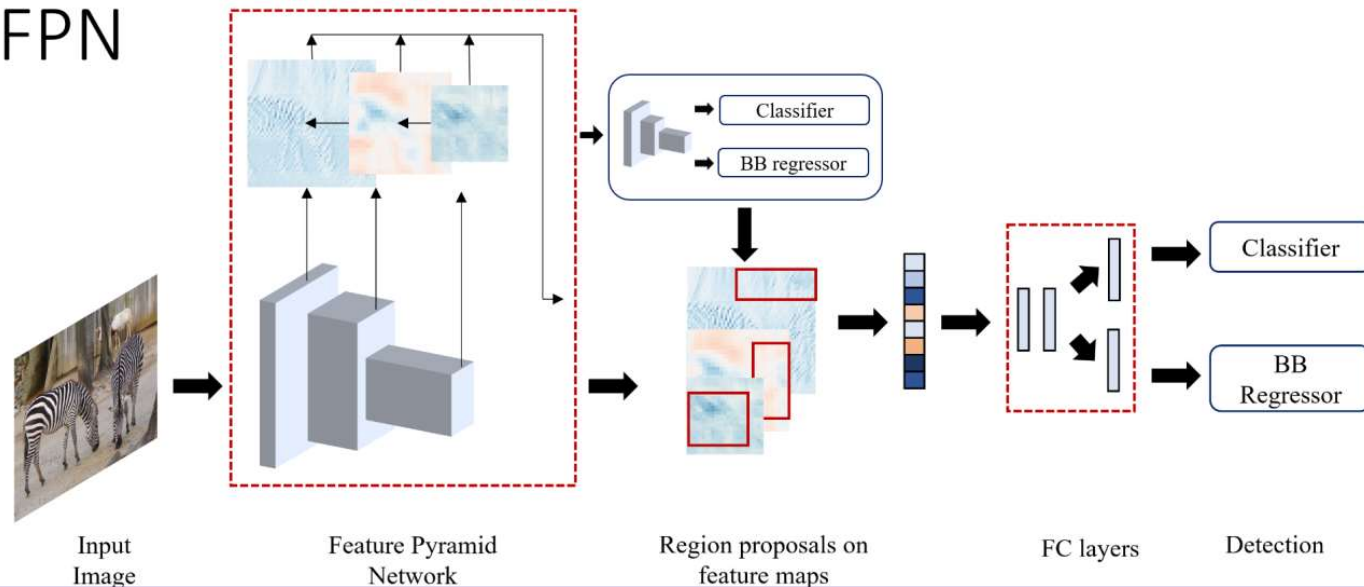 FPN
Classifier
BB regressor
Classifier
BB
Regressor
Input
Image
Feature Pyramid
Network
Region proposals on
feature maps
FC layers
Detection